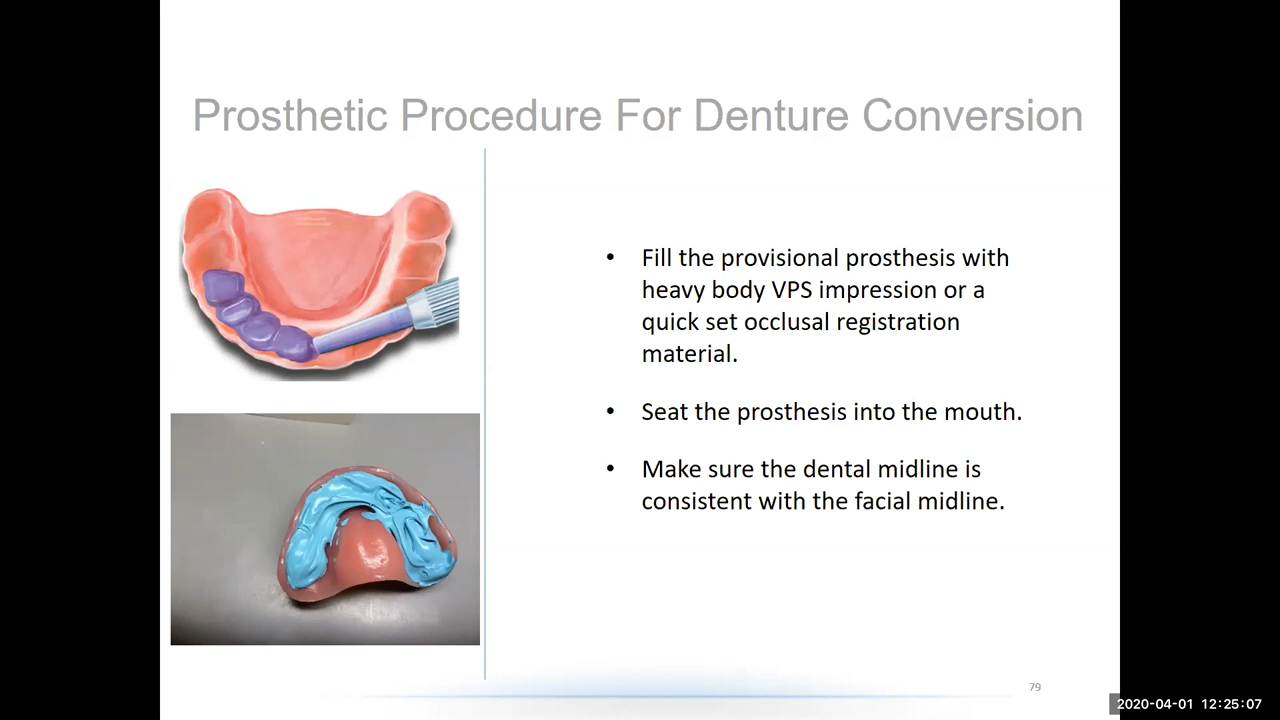 Prosthetic Procedure For Denture Conversion
• Fill the provisional prosthesis with
heavy body VPS impression or a
quick set occlusal registration
material.
• Seat the prosthesis into the mouth.
• Make sure the dental midline is
consistent with the facial midline.
79
2020-04-01 12:25:07